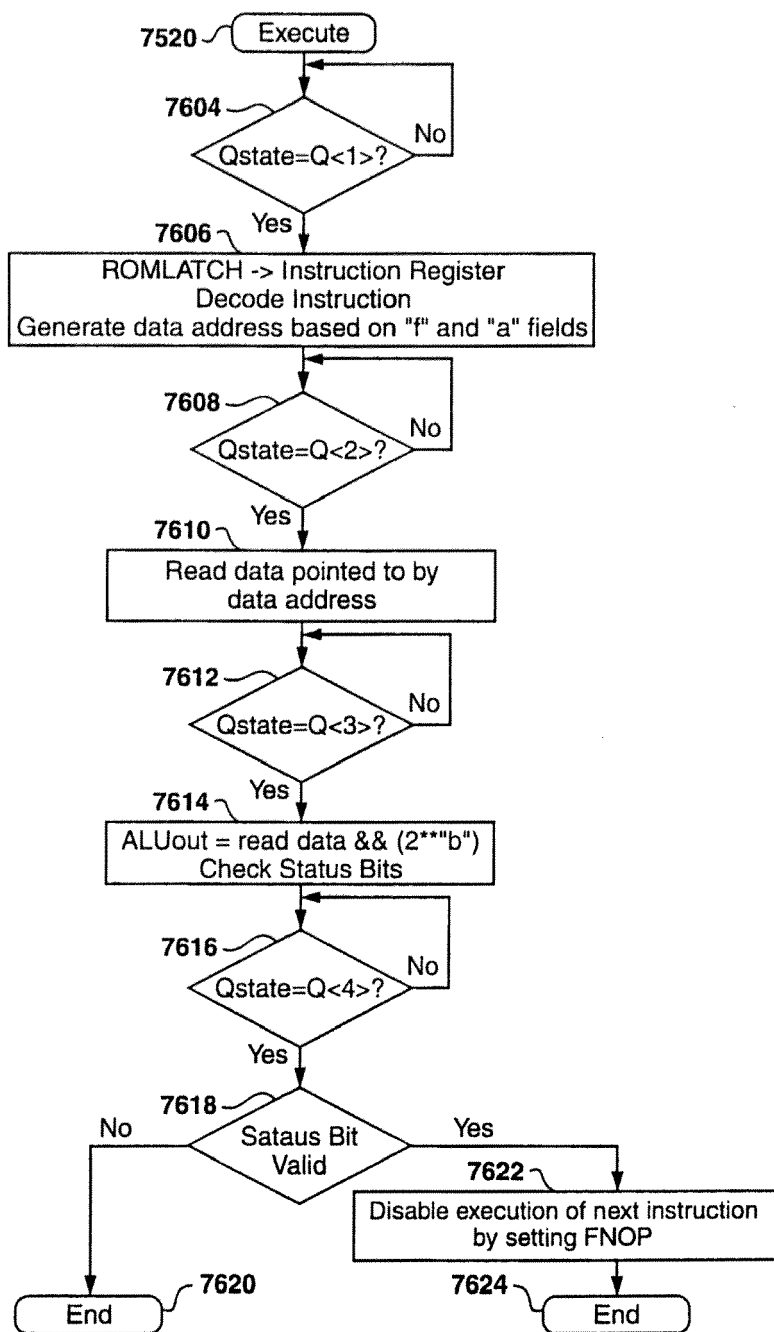 7520
Execute
7604
No
Qstate=Q<1>?
Yes
7606
ROMLATCH -> Instruction Register
Decode Instruction
Generate data address based on "f" and "a" fields
7608
No
Qstate=Q<2>?
Yes
7610
Read data pointed to by
data address
7612
No
Qstate=Q<3>?
Yes
7614
ALUout = read data && (2**"b")
Check Status Bits
7616
No
Qstate=Q<4>?
Yes
7618
No
Sataus Bit
Valid
Yes
7622
Disable execution of next instruction
by setting FNOP
End
7620
7624
End